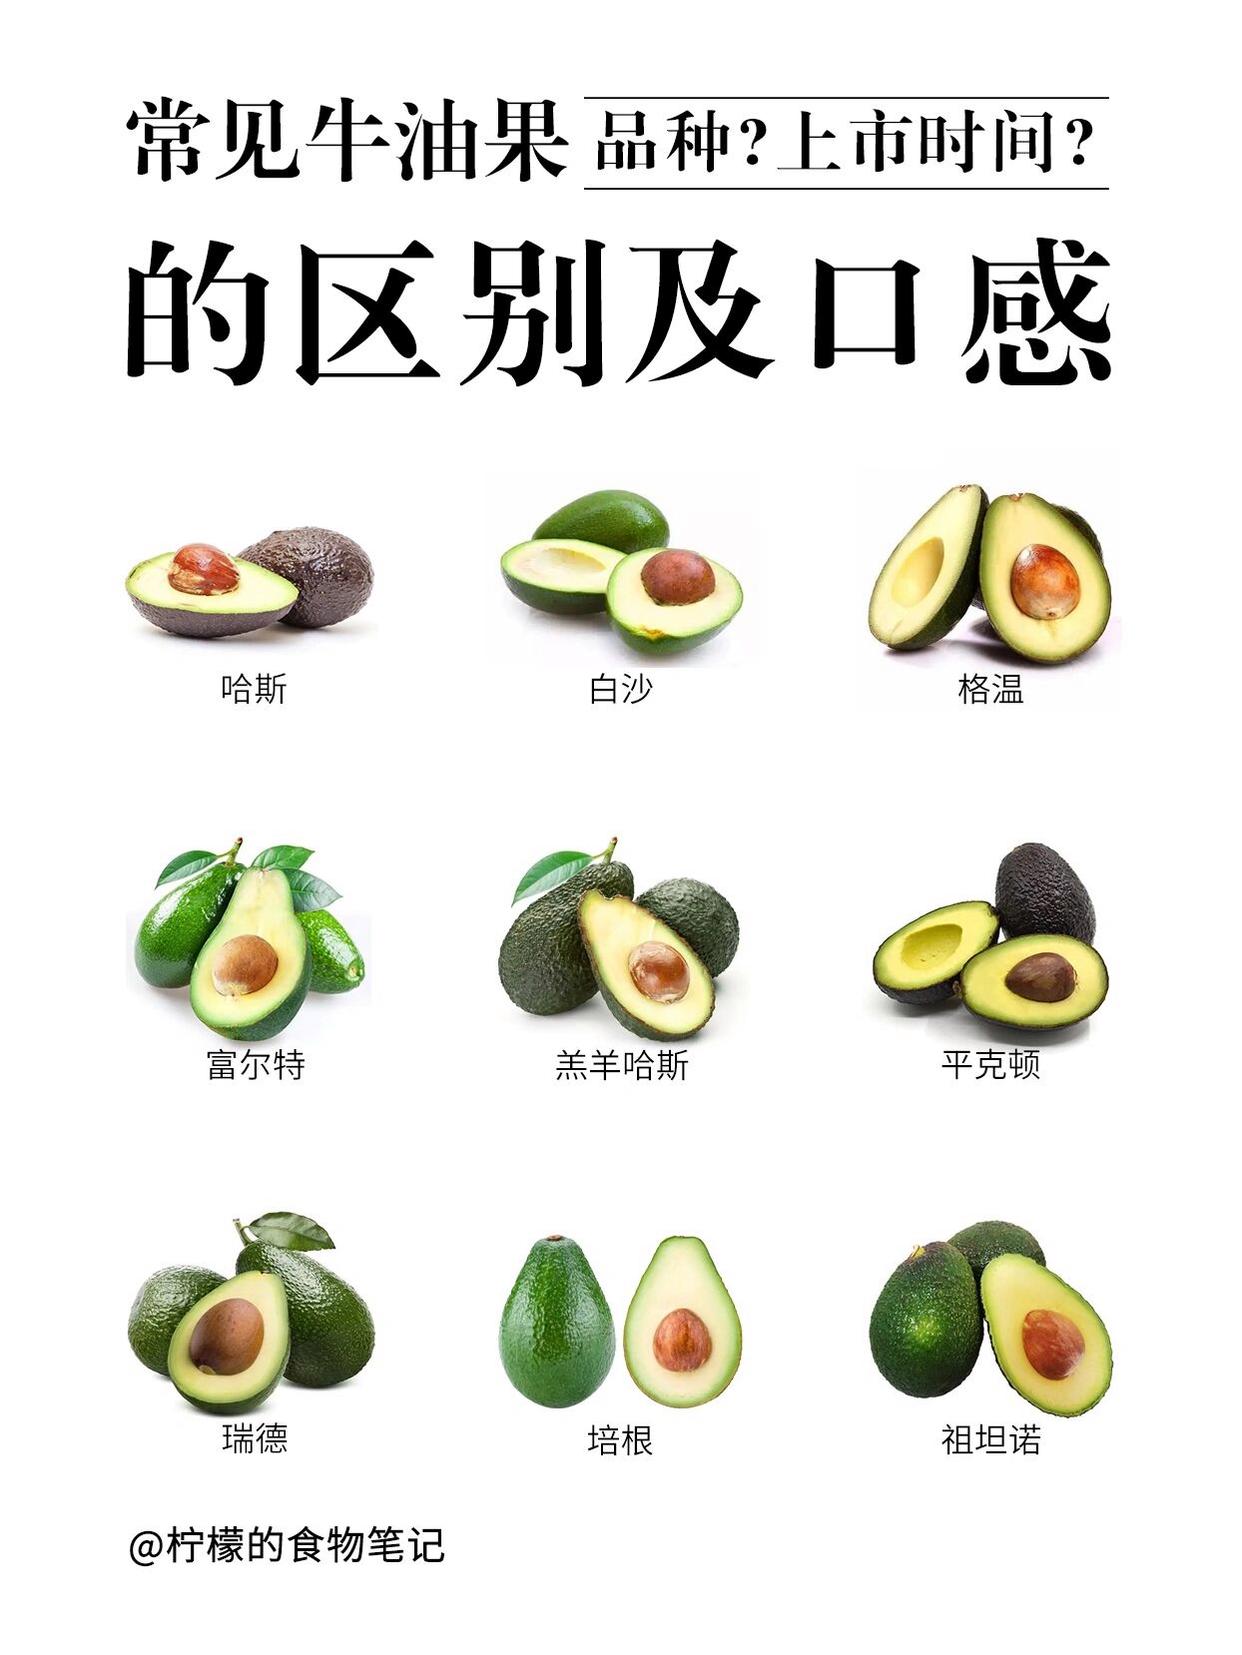 常见牛油果 品种?上市时间?
的区别及口感
哈斯 白沙 格温
富尔特 羔羊哈斯 平克顿
瑞德 培根 祖坦诺
@柠檬的食物笔记